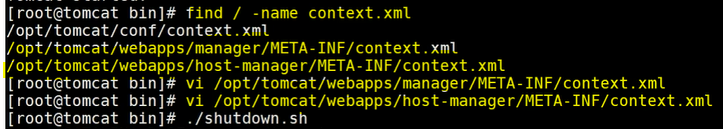 [root@tomcat bin]# find / -name context.xml
/opt/tomcat/conf/context.xml
/opt/tomcat/webapps/manager/META-INF/context.xml
/opt/tomcat/webapps/host-manager/META-INF/context.xml
[root@tomcat bin]# vi /opt/tomcat/webapps/manager/META-INF/context.xml
[root@tomcat bin]# vi /opt/tomcat/webapps/host-manager/META-INF/context.xml
[root@tomcat bin]# ./shutdown.sh